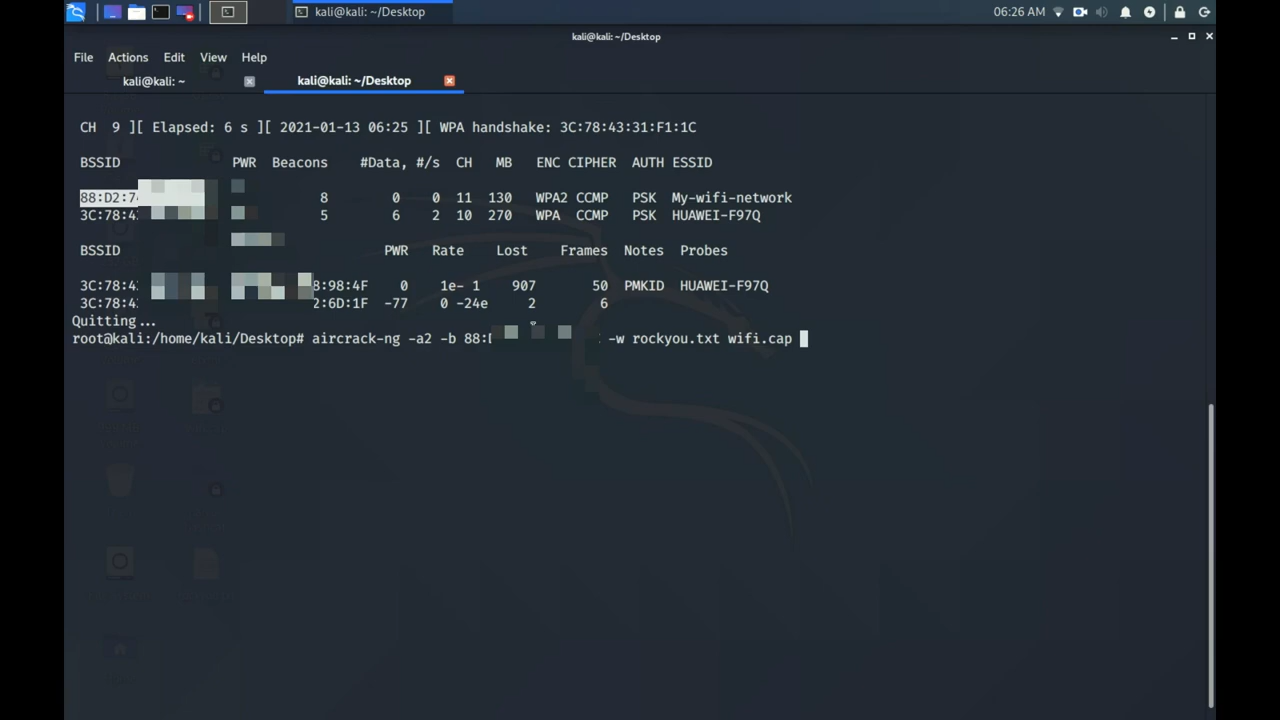 kali@kali: ~/Desktop
06:26 AM
kali@kali: ~/Desktop
File Actions Edit View Help
kali@kali: ~
kali@kali: ~/Desktop
CH 9 ][ Elapsed: 6 s ][ 2021-01-13 06:25 ][ WPA handshake: 3C:78:43:31:F1:1C
BSSID PWR Beacons #Data, #/s CH MB ENC CIPHER AUTH ESSID
88:D2:7 8 0 0 11 130 WPA2 CCMP PSK My-wifi-network
3C:78:4 5 6 2 10 270 WPA CCMP PSK HUAWEI-F97Q
BSSID PWR Rate Lost Frames Notes Probes
3C:78:4 8:98:4F 0 1e- 1 907 50 PMKID HUAWEI-F97Q
3C:78:4 2:6D:1F -77 0 -24e 2 6
Quitting...
root@kali:/home/kali/Desktop# aircrack-ng -a2 -b 88: -w rockyou.txt wifi.cap